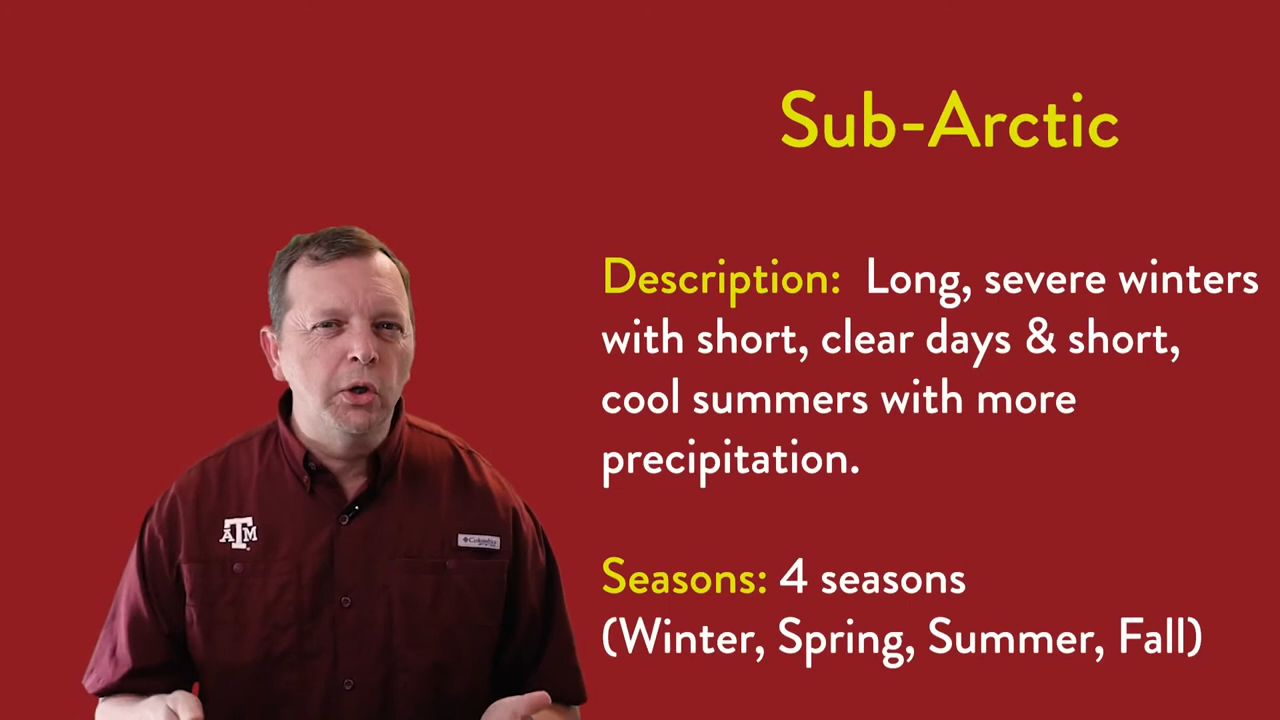 Sub-Arctic
Description: Long, severe winters
with short, clear days & short,
cool summers with more
precipitation.
Seasons: 4 seasons
(Winter, Spring, Summer, Fall)
ATM
Columbia